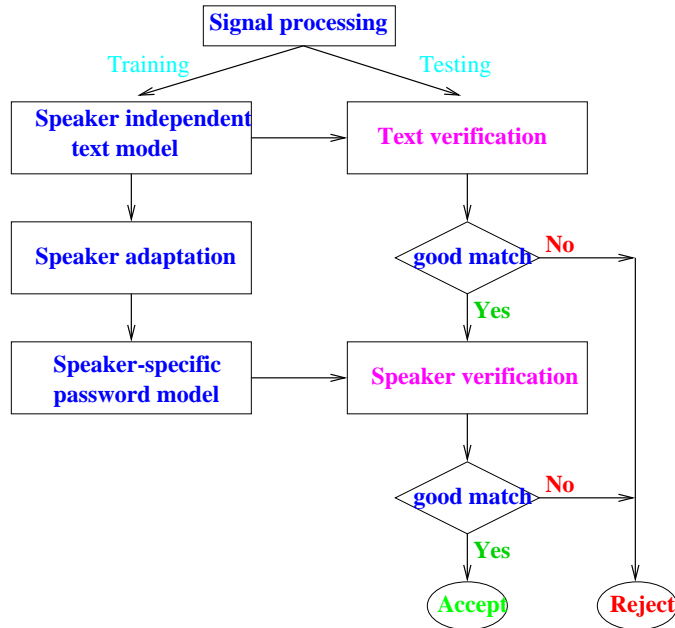 Signal processing
Training
Testing
Speaker independent
text model
Text verification
Speaker adaptation
good match
No
Yes
Speaker-specific
password model
Speaker verification
good match
No
Yes
Accept
Reject